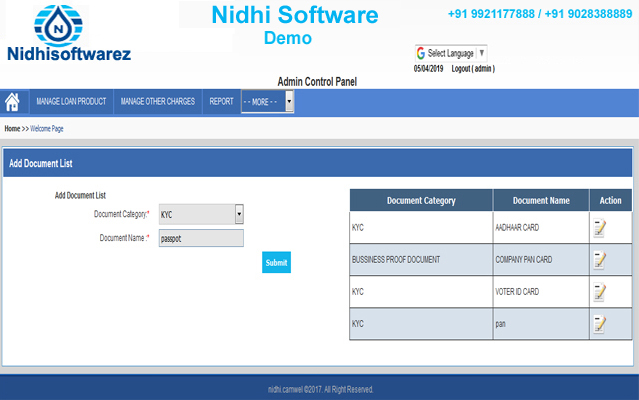 Nidhi Software
Demo
+91 9921177888 / +91 9028388889
N
Nidhisoftwarez
G Select Language ▼
05/04/2019 Logout ( admin )
Admin Control Panel
MANAGE LOAN PRODUCT MANAGE OTHER CHARGES REPORT - - MORE - -
Home >> Welcome Page
Add Document List
Add Document List
Document Category:* KYC
Document Name :* passpot
Submit
Document Category Document Name Action
KYC AADHAAR CARD
BUSSINESS PROOF DOCUMENT COMPANY PAN CARD
KYC VOTER ID CARD
KYC pan
nidhi.camwel ©2017. All Right Reserved.